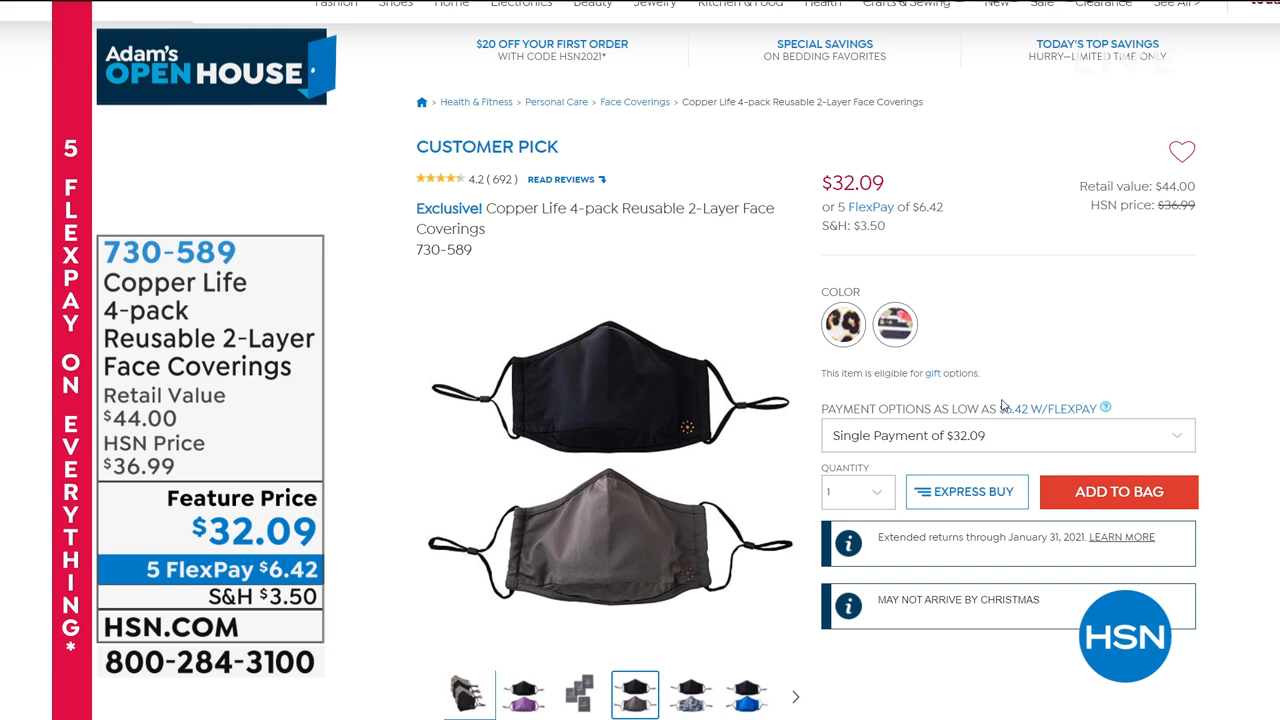 Fashion Shoes Home Electronics Beauty Jewelry Kitchen & Food Health Crafts & Sewing New Sale Clearance See All >
Adam's
OPEN HOUSE
$20 OFF YOUR FIRST ORDER
WITH CODE HSN2021*
SPECIAL SAVINGS
ON BEDDING FAVORITES
TODAY'S TOP SAVINGS
HURRY—LIMITED TIME ONLY
LIVE
> Health & Fitness > Personal Care > Face Coverings > Copper Life 4-pack Reusable 2-Layer Face Coverings
5 FLEXPAY ON EVERYTHING*
CUSTOMER PICK
4.2 ( 692 ) READ REVIEWS
Exclusive! Copper Life 4-pack Reusable 2-Layer Face
Coverings
730-589
$32.09
or 5 FlexPay of $6.42
S&H: $3.50
Retail value: $44.00
HSN price: $36.99
730-589
Copper Life
4-pack
Reusable 2-Layer
Face Coverings
Retail Value
$44.00
HSN Price
$36.99
Feature Price
$32.09
5 FlexPay $6.42
S&H $3.50
HSN.COM
800-284-3100
COLOR
This item is eligible for gift options.
PAYMENT OPTIONS AS LOW AS $6.42 W/FLEXPAY ?
Single Payment of $32.09
QUANTITY
1
EXPRESS BUY
ADD TO BAG
Extended returns through January 31, 2021. LEARN MORE
MAY NOT ARRIVE BY CHRISTMAS
HSN